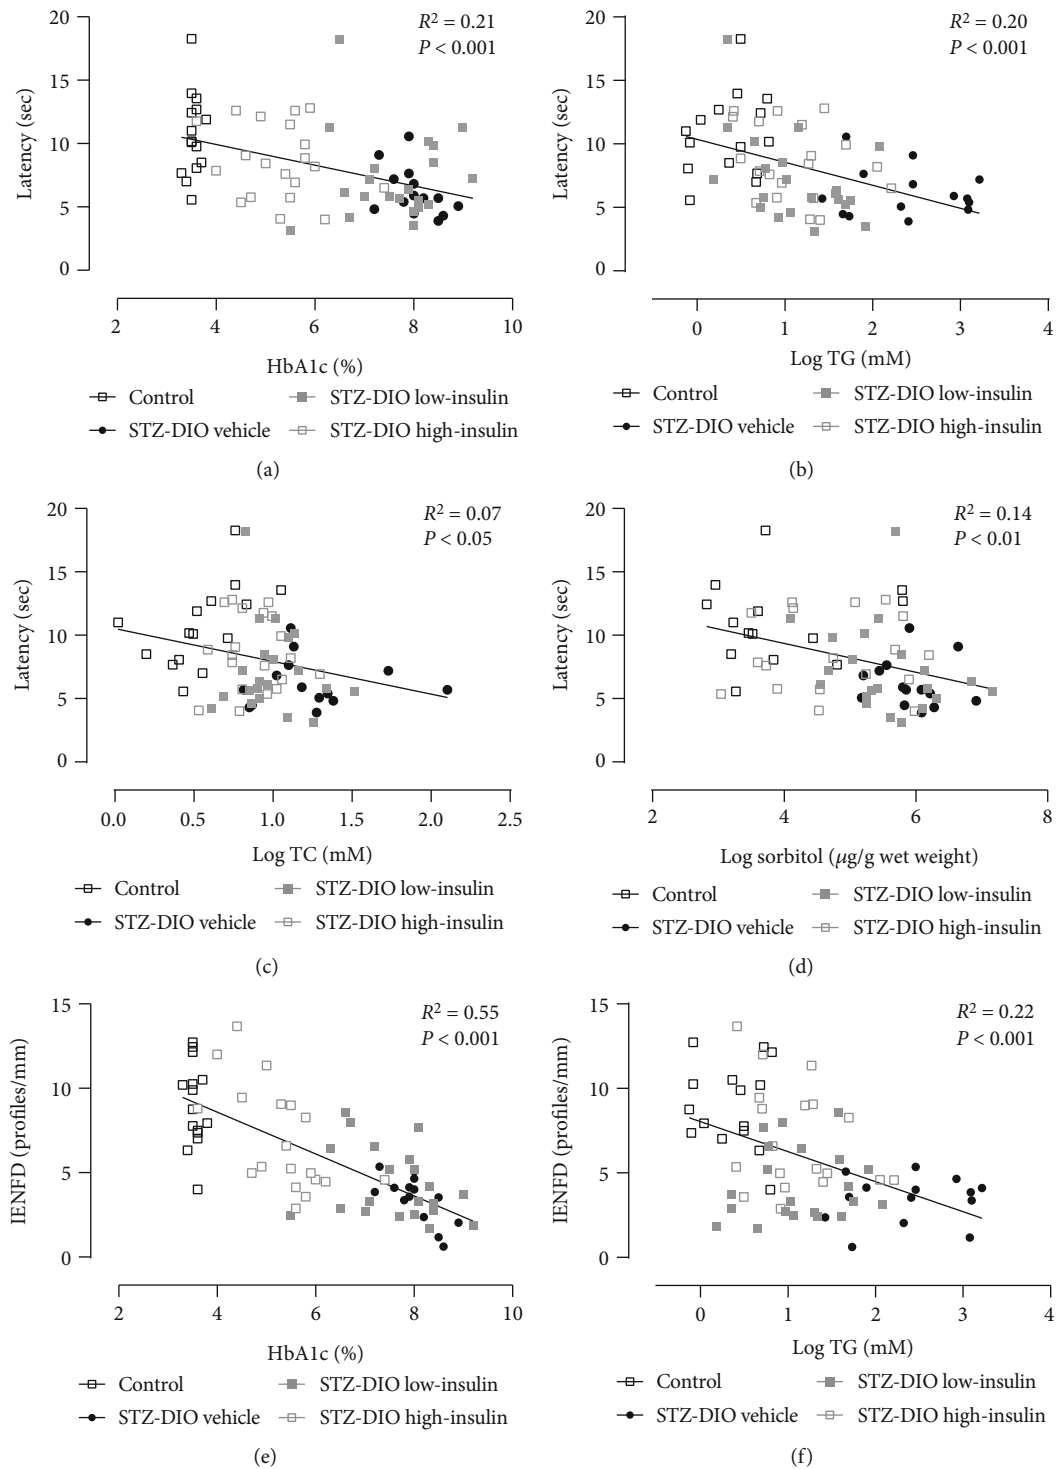 20
15
10
5
0
Latency (sec)
R² = 0.21
P < 0.001
2 4 6 8 10
HbA1c (%)
Control
STZ-DIO low-insulin
STZ-DIO vehicle
STZ-DIO high-insulin
(a)
20
15
10
5
0
Latency (sec)
R² = 0.20
P < 0.001
0 1 2 3 4
Log TG (mM)
Control
STZ-DIO low-insulin
STZ-DIO vehicle
STZ-DIO high-insulin
(b)
20
15
10
5
0
Latency (sec)
R² = 0.07
P < 0.05
0.0 0.5 1.0 1.5 2.0 2.5
Log TC (mM)
Control
STZ-DIO low-insulin
STZ-DIO vehicle
STZ-DIO high-insulin
(c)
20
15
10
5
0
Latency (sec)
R² = 0.14
P < 0.01
2 4 6 8
Log sorbitol (μg/g wet weight)
Control
STZ-DIO low-insulin
STZ-DIO vehicle
STZ-DIO high-insulin
(d)
15
10
5
0
IENFD (profiles/mm)
R² = 0.55
P < 0.001
2 4 6 8 10
HbA1c (%)
Control
STZ-DIO low-insulin
STZ-DIO vehicle
STZ-DIO high-insulin
(e)
15
10
5
0
IENFD (profiles/mm)
R² = 0.22
P < 0.001
0 1 2 3 4
Log TG (mM)
Control
STZ-DIO low-insulin
STZ-DIO vehicle
STZ-DIO high-insulin
(f)